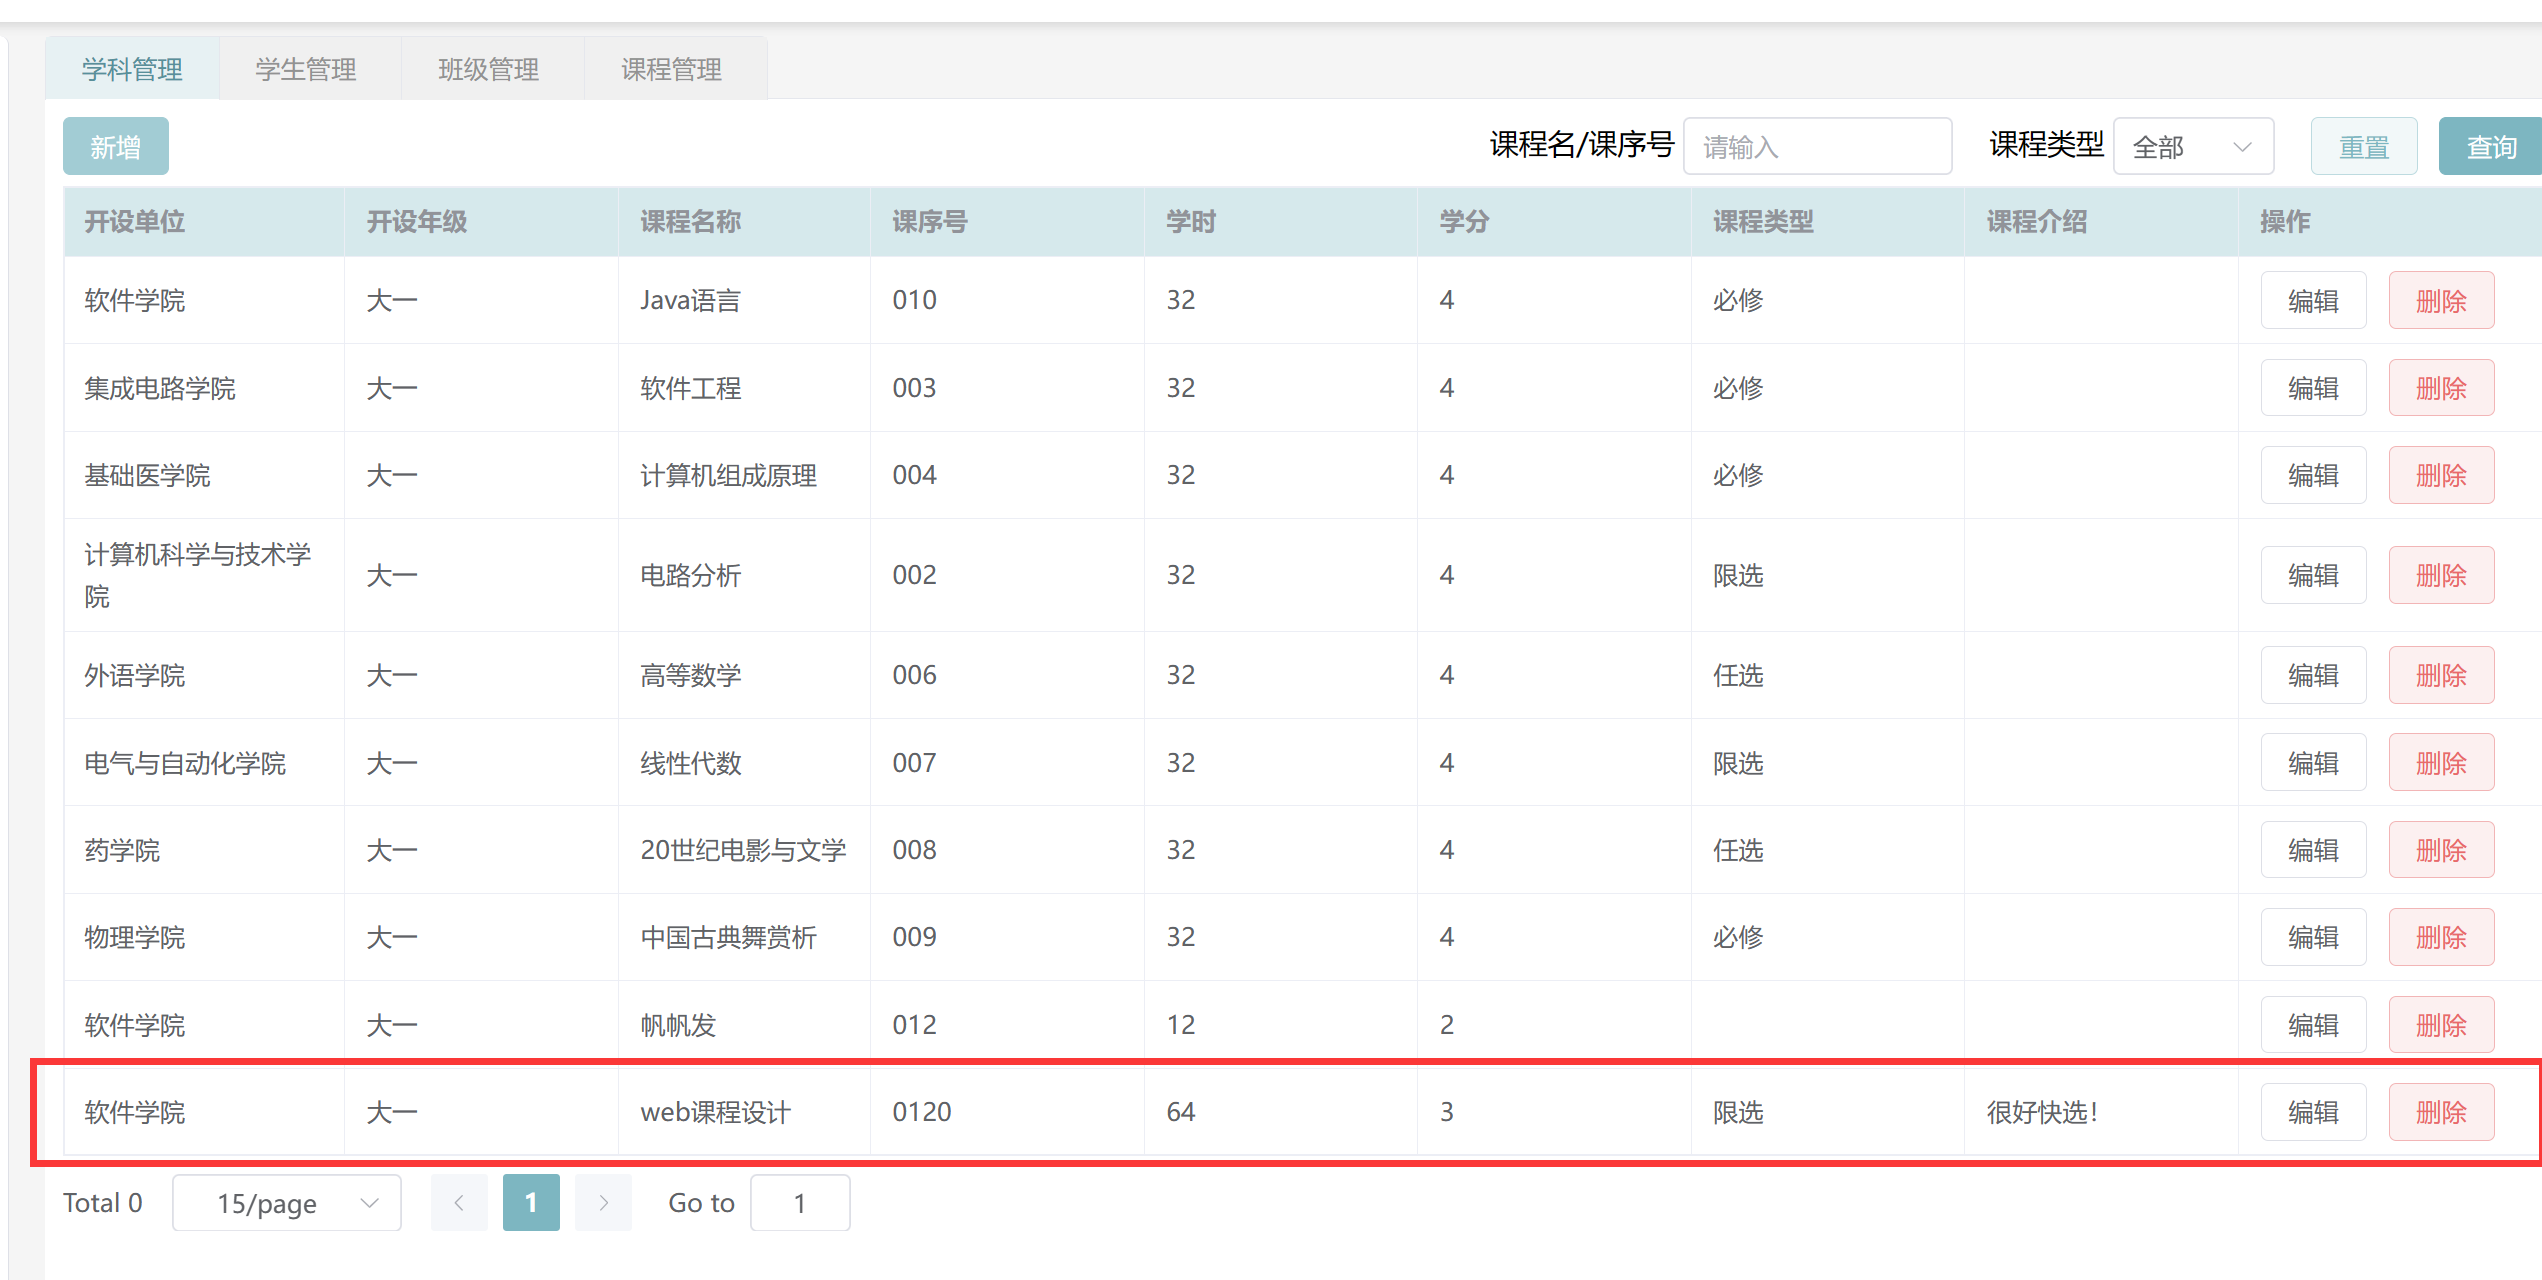 学科管理 学生管理 班级管理 课程管理
新增 课程名/课序号 请输入 课程类型 全部 重置 查询
开设单位 开设年级 课程名称 课序号 学时 学分 课程类型 课程介绍 操作
软件学院 大一 Java语言 010 32 4 必修 编辑 删除
集成电路学院 大一 软件工程 003 32 4 必修 编辑 删除
基础医学院 大一 计算机组成原理 004 32 4 必修 编辑 删除
计算机科学与技术学
院 大一 电路分析 002 32 4 限选 编辑 删除
外语学院 大一 高等数学 006 32 4 任选 编辑 删除
电气与自动化学院 大一 线性代数 007 32 4 限选 编辑 删除
药学院 大一 20世纪电影与文学 008 32 4 任选 编辑 删除
物理学院 大一 中国古典舞赏析 009 32 4 必修 编辑 删除
软件学院 大一 帆帆发 012 12 2 编辑 删除
软件学院 大一 web课程设计 0120 64 3 限选 很好快选！ 编辑 删除
Total 0 15/page 1 Go to 1